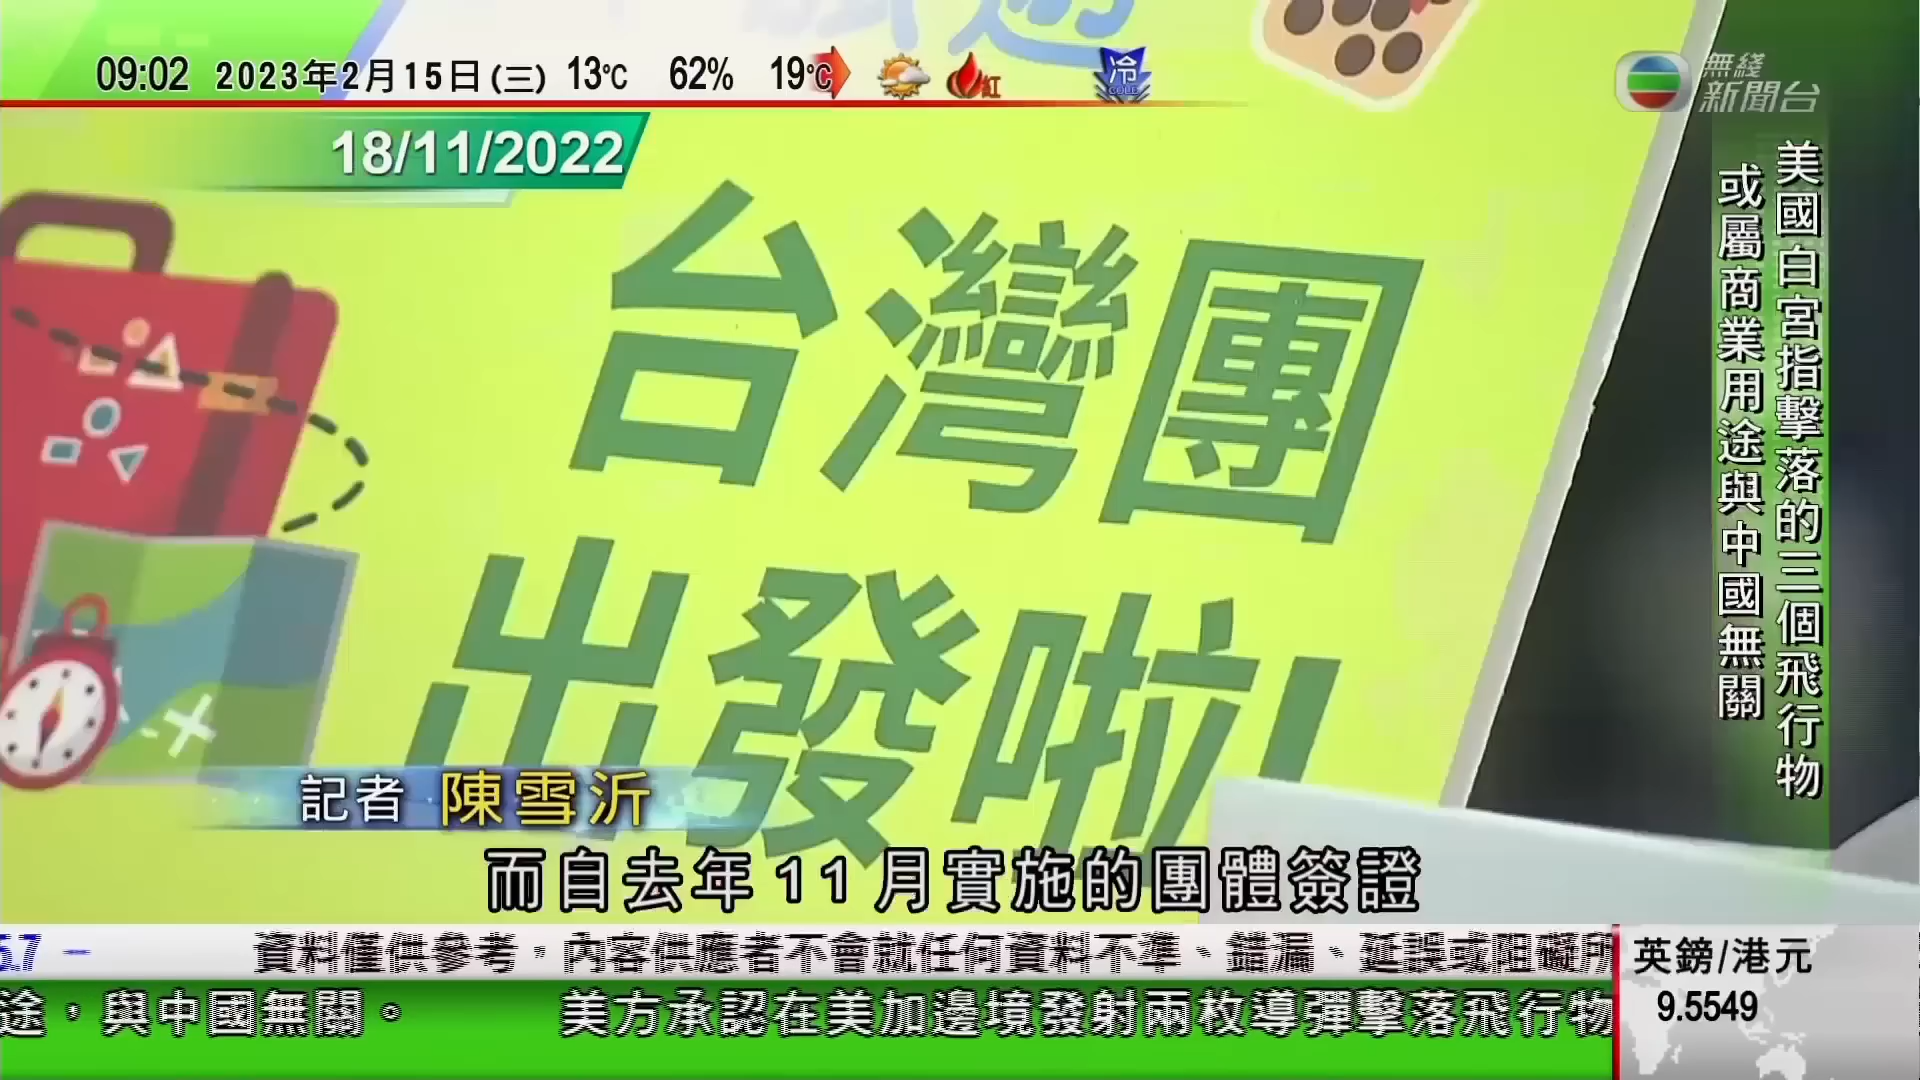 09:02 2023年2月15日(三) 13℃ 62% 19℃ 紅 冷
COLD
無綫
新聞台
18/11/2022
美國白宮指擊落的三個飛行物
或屬商業用途與中國無關
台灣團
出發啦!
記者 陳雪沂
而自去年11月實施的團體簽證
5.7 － 資料僅供參考，內容供應者不會就任何資料不準、錯漏、延誤或阻礙所
途，與中國無關。 美方承認在美加邊境發射兩枚導彈擊落飛行物
英鎊/港元
9.5549